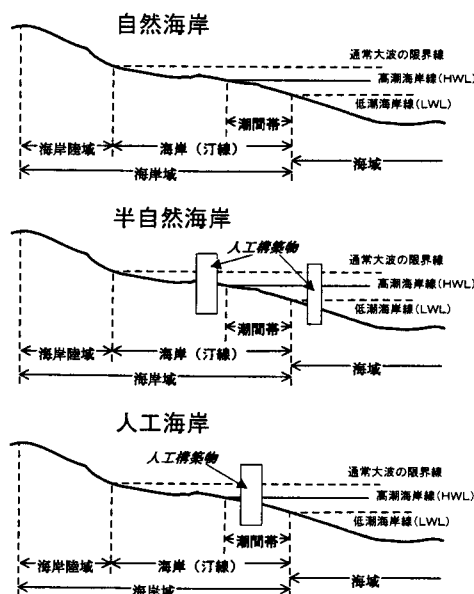 自然海岸
通常大波の限界線
高潮海岸線(HWL)
低潮海岸線(LWL)
潮間帯
海岸陸域
海岸（汀線）
海域
海岸域
半自然海岸
人工構築物
通常大波の限界線
高潮海岸線(HWL)
低潮海岸線(LWL)
潮間帯
海岸陸域
海岸（汀線）
海域
海岸域
人工海岸
人工構築物
通常大波の限界線
高潮海岸線(HWL)
低潮海岸線(LWL)
潮間帯
海岸陸域
海岸（汀線）
海域
海岸域